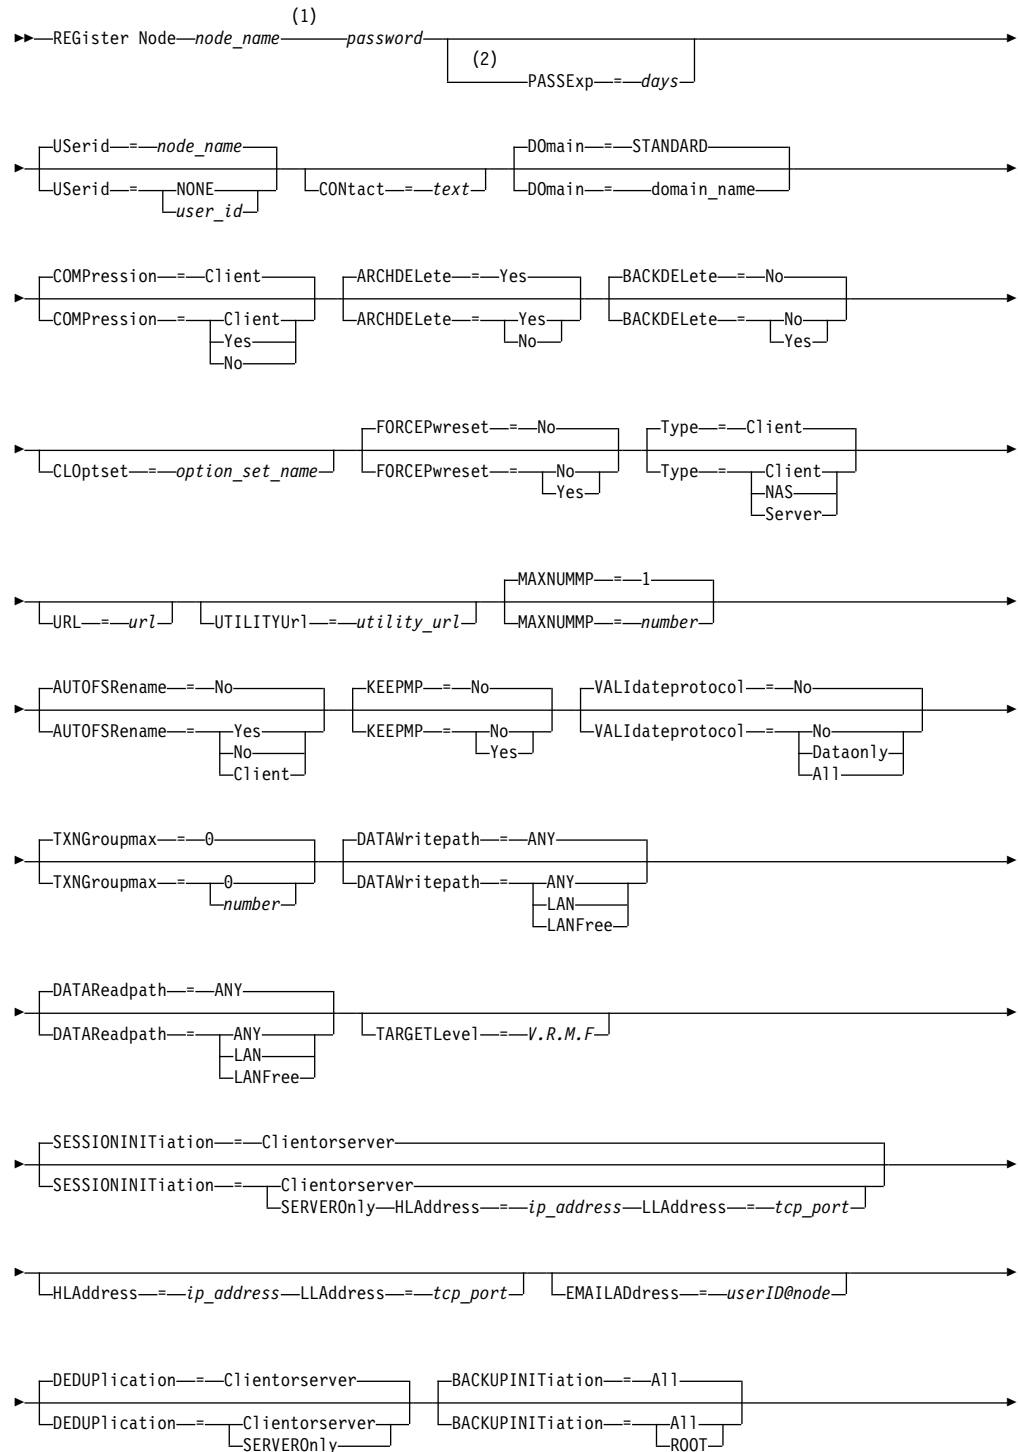 (1)
REGister Node node_name password
(2)
PASSExp = days
USerid = node_name DOmain = STANDARD
USerid = NONE CONtact = text DOmain = domain_name
user_id
COMPression = Client ARCHDELete = Yes BACKDELete = No
COMPression = Client ARCHDELete = Yes BACKDELete = No
Yes No Yes
No
FORCEPwreset = No Type = Client
CLOptset = option_set_name FORCEPwreset = No Type = Client
Yes NAS
Server
MAXNUMMP = 1
URL = url UTILITYUrl = utility_url MAXNUMMP = number
AUTOFSRename = No KEEPMP = No VALIdateprotocol = No
AUTOFSRename = Yes KEEPMP = No VALIdateprotocol = No
No Yes Dataonly
Client All
TXNGroupmax = 0 DATAWritepath = ANY
TXNGroupmax = 0 DATAWritepath = ANY
number LAN
LANFree
DATAReadpath = ANY
DATAReadpath = ANY TARGETLevel = V.R.M.F
LAN
LANFree
SESSIONINITiation = Clientorserver
SESSIONINITiation = Clientorserver
SERVEROnly HLAddress = ip_address LLAddress = tcp_port
HLAddress = ip_address LLAddress = tcp_port EMAILADdress = userID@node
DEDUPlication = Clientorserver BACKUPINITiation = All
DEDUPlication = Clientorserver BACKUPINITiation = All
SERVEROnly ROOT